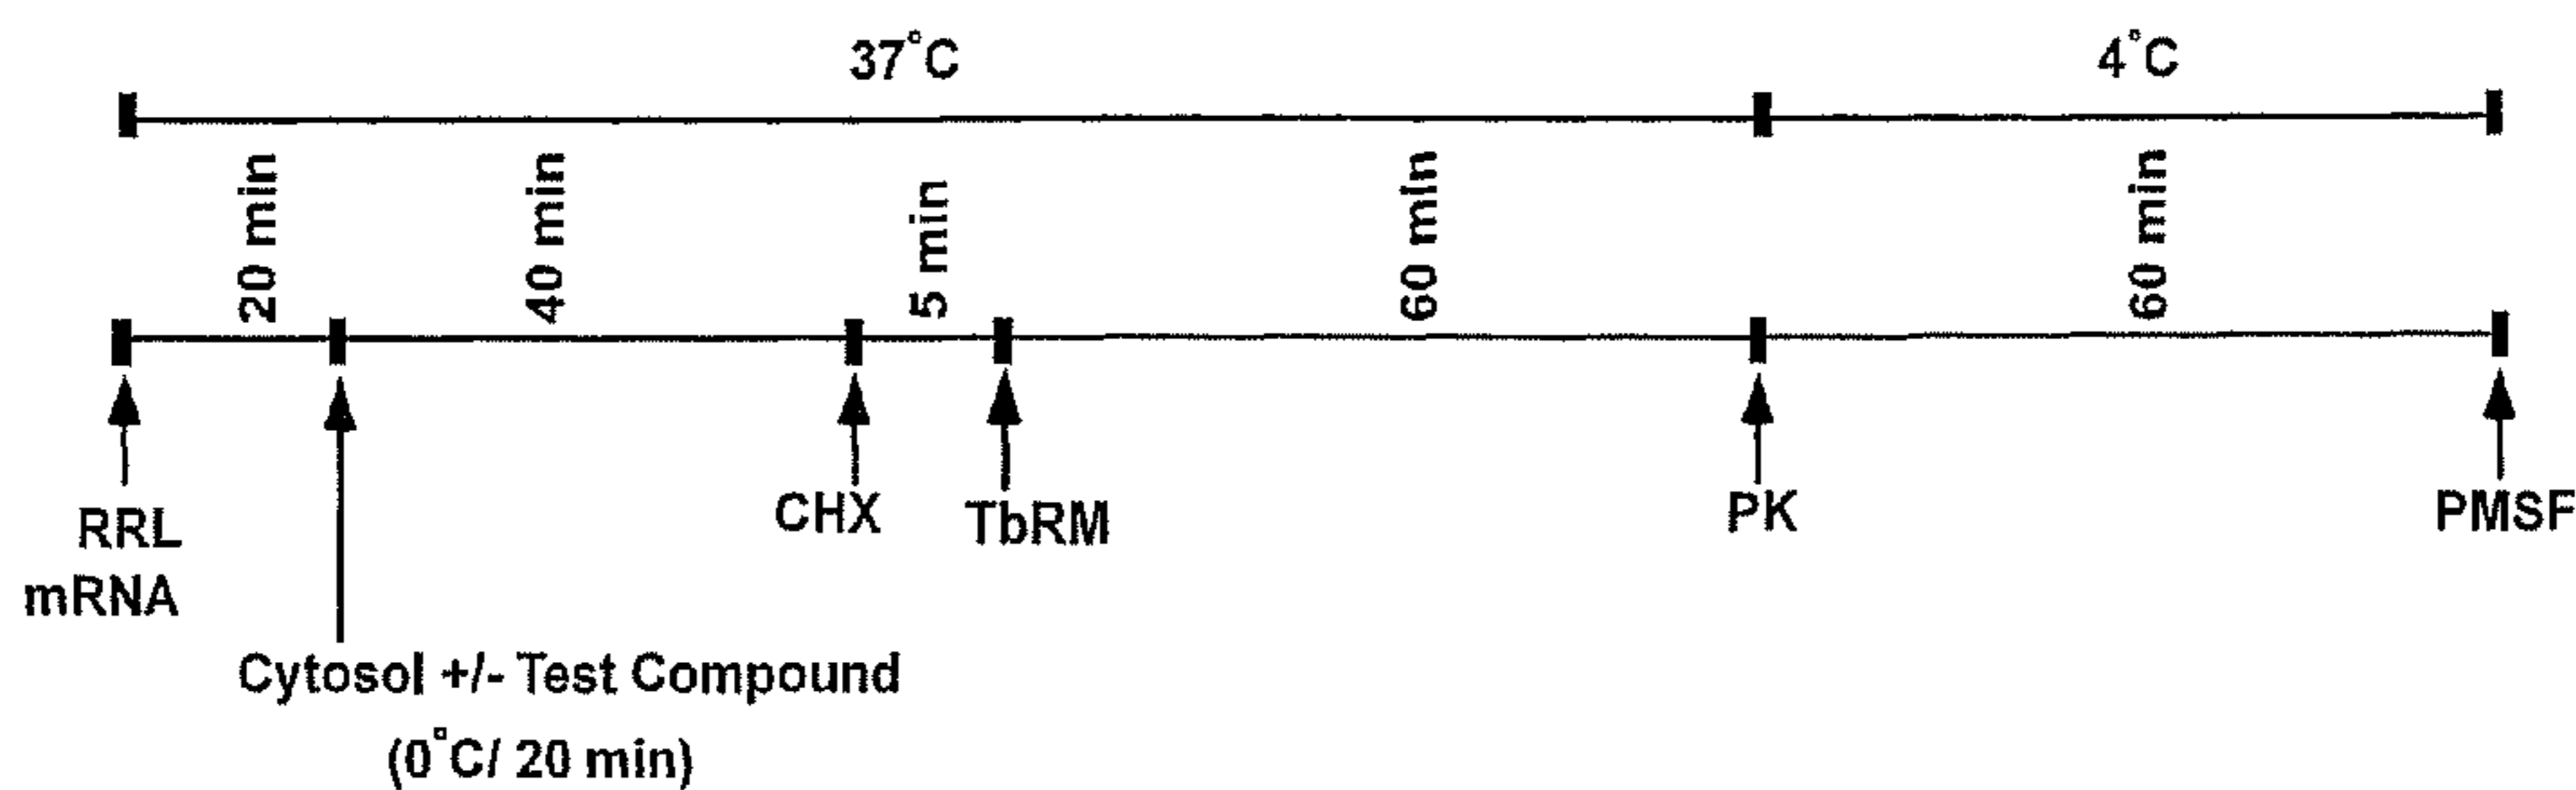 37°C
4°C
20 min
40 min
5 min
60 min
60 min
RRL
mRNA
CHX
TbRM
PK
PMSF
Cytosol +/- Test Compound
(0°C/ 20 min)